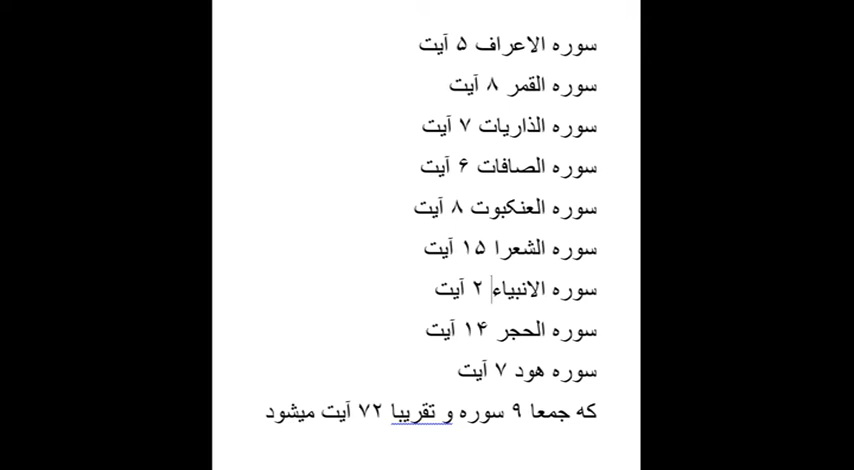 سوره الاعراف ۵ آیت
سوره القمر ۸ آیت
سوره الذاریات ۷ آیت
سوره الصافات ۶ آیت
سوره العنکبوت ۸ آیت
سوره الشعرا ۱۵ آیت
سوره الانبیاء ۲ آیت
سوره الحجر ۱۴ آیت
سوره هود ۷ آیت
که جمعا ۹ سوره و تقریبا ۷۲ آیت میشود